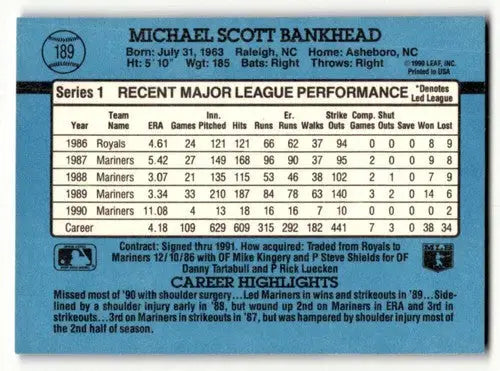 189
MICHAEL SCOTT BANKHEAD
Born: July 31, 1963 Raleigh, NC Home: Asheboro, NC
Ht: 5' 10" Wgt: 185 Bats: Right Throws: Right
© 1990 LEAF, INC.
Printed in USA
Series 1 RECENT MAJOR LEAGUE PERFORMANCE *Denotes Led League
Year Team Name ERA Games Inn. Pitched Hits Runs Er. Runs Walks Strike Outs Comp. Games Shut Outs Save Won Lost
1986 Royals 4.61 24 121 121 66 62 37 94 0 0 0 8 9
1987 Mariners 5.42 27 149 168 96 90 37 95 2 0 0 9 8
1988 Mariners 3.07 21 135 115 53 46 38 102 2 1 0 7 9
1989 Mariners 3.34 33 210 187 84 78 63 140 3 2 0 14 6
1990 Mariners 11.08 4 13 18 16 16 7 10 0 0 0 0 2
Career 4.18 109 629 609 315 292 182 441 7 3 0 38 34
Contract: Signed thru 1991. How acquired: Traded from Royals to
Mariners 12/10/86 with OF Mike Kingery and P Steve Shields for OF
Danny Tartabull and P Rick Luecken
MLB
CAREER HIGHLIGHTS
Missed most of '90 with shoulder surgery...Led Mariners in wins and strikeouts in '89...Side-
lined by a shoulder injury early in '88, but wound up 2nd on Mariners in ERA and 3rd in
strikeouts...3rd on Mariners in strikeouts in '87, but was hampered by shoulder injury most of
the 2nd half of season.